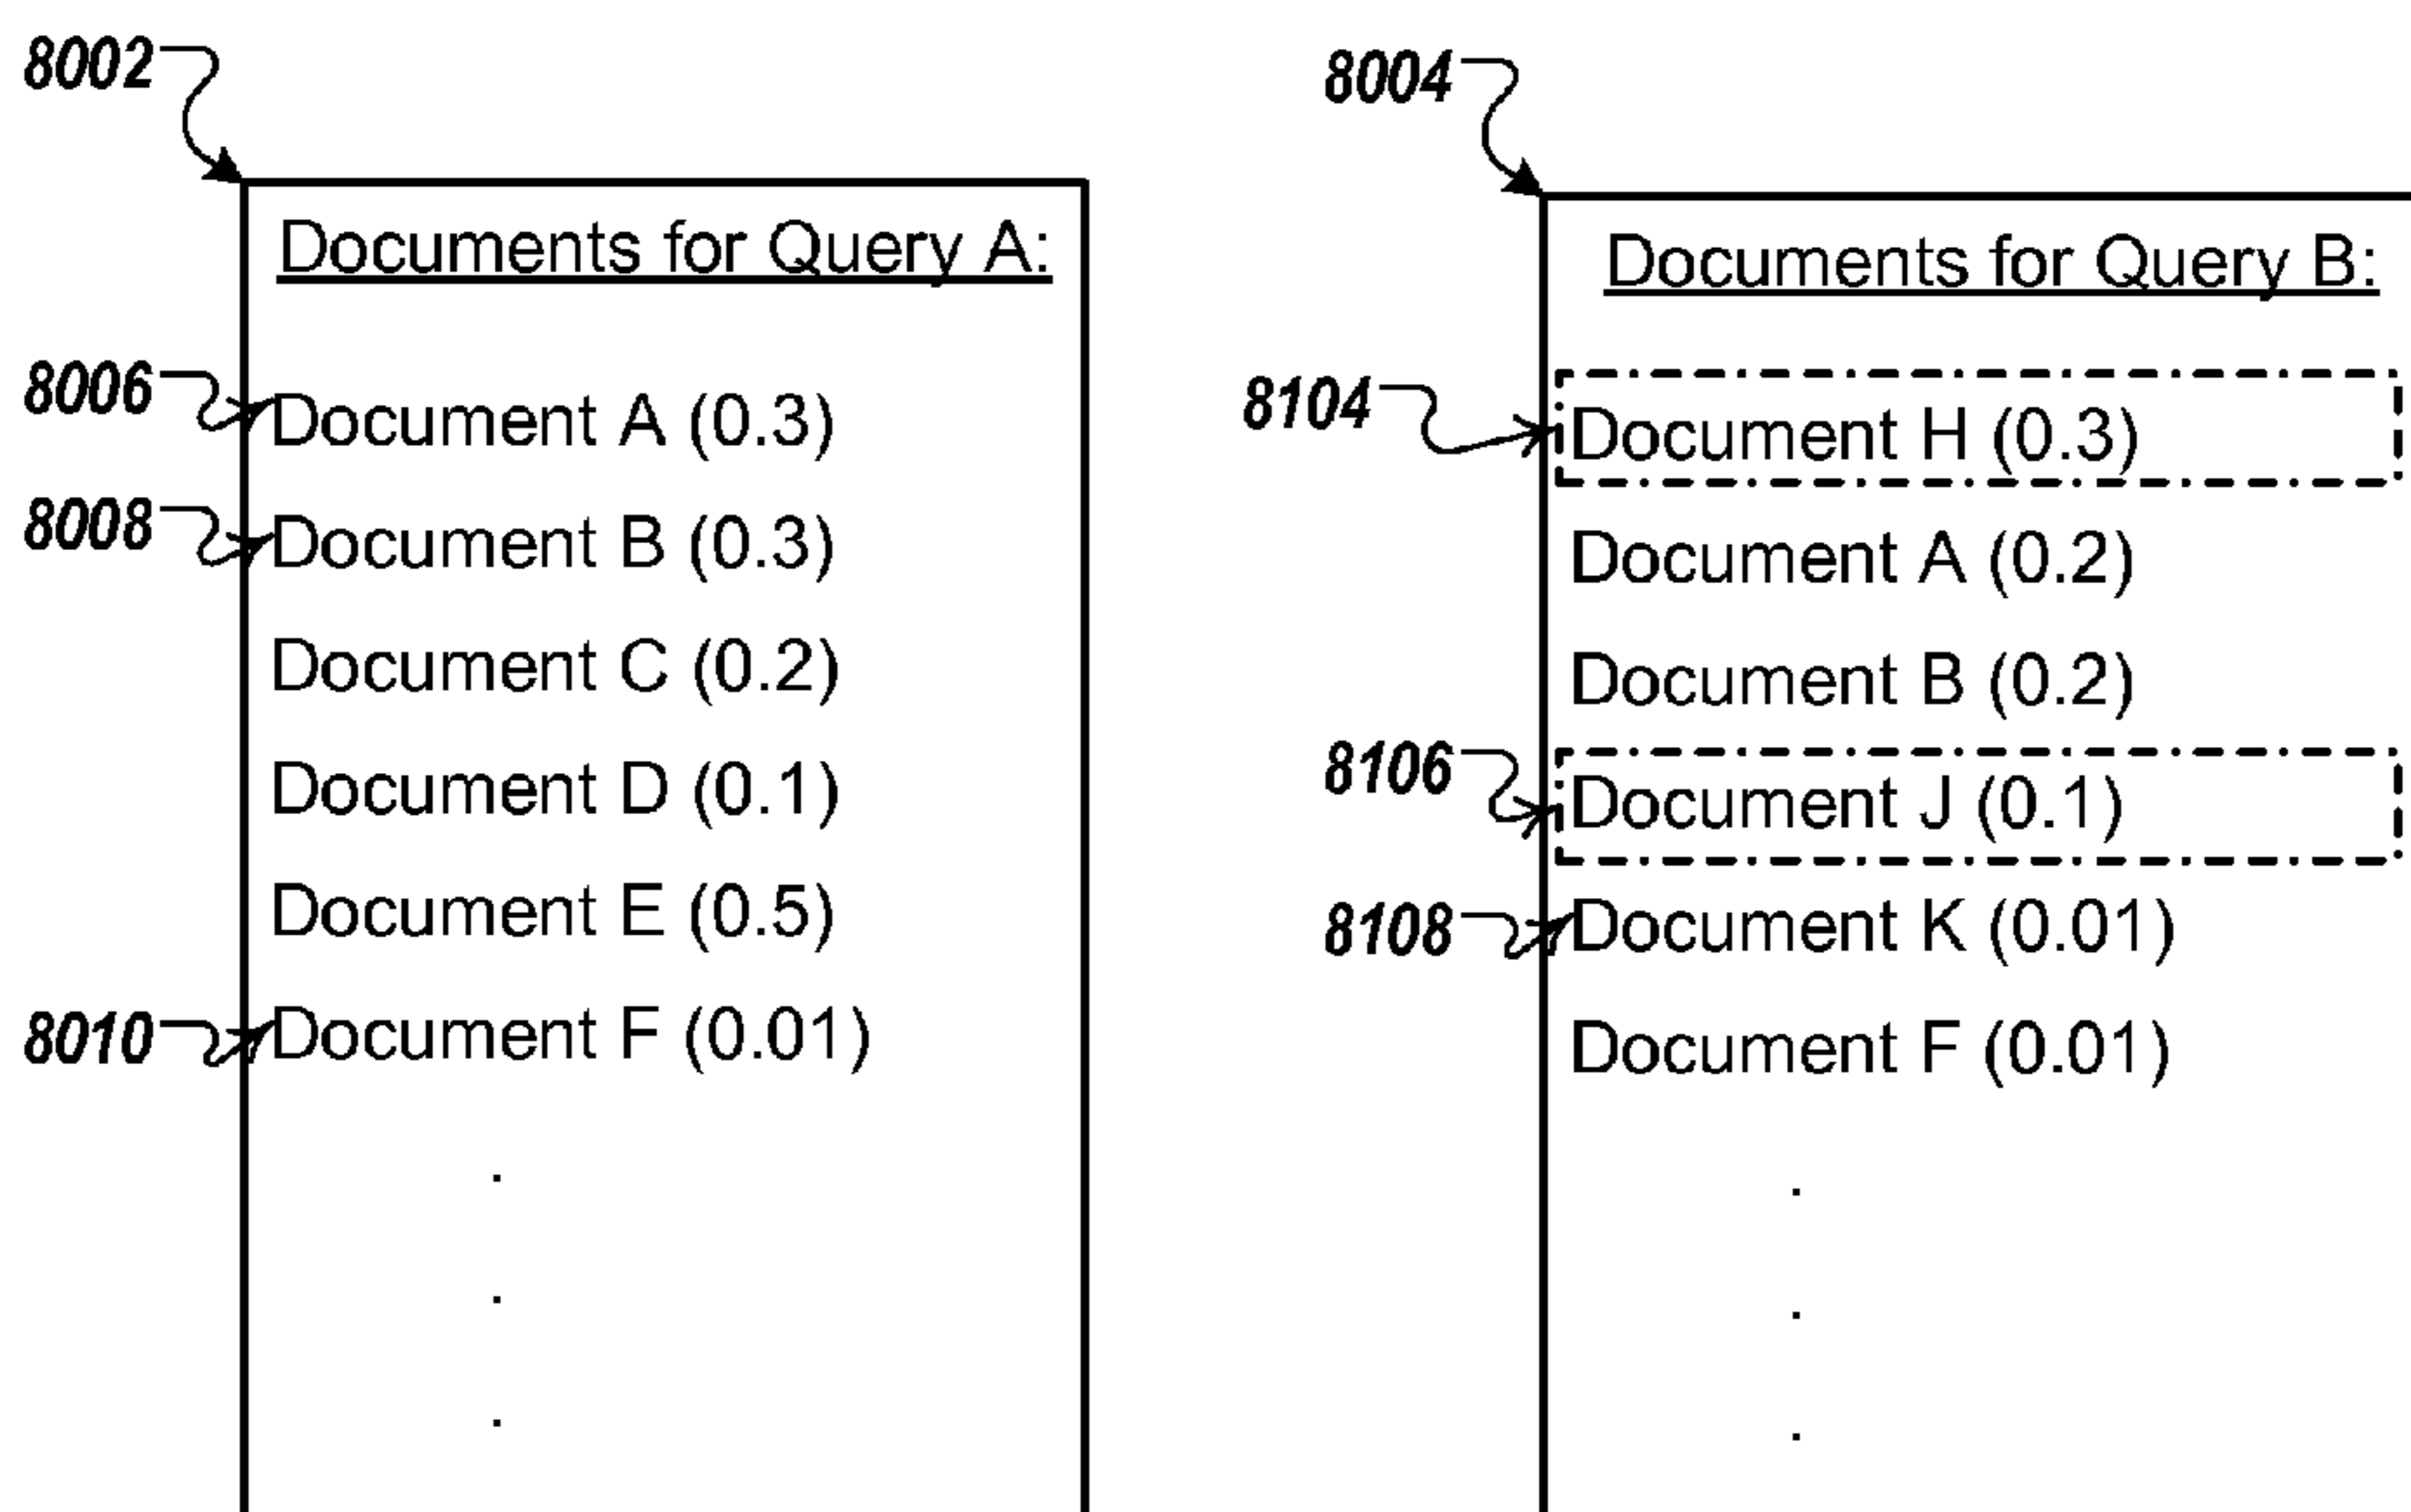 8002
Documents for Query A:
8006
Document A (0.3)
8008
Document B (0.3)
Document C (0.2)
Document D (0.1)
Document E (0.5)
8010
Document F (0.01)
.
.
.
8004
Documents for Query B:
8104
Document H (0.3)
Document A (0.2)
Document B (0.2)
8106
Document J (0.1)
8108
Document K (0.01)
Document F (0.01)
.
.
.